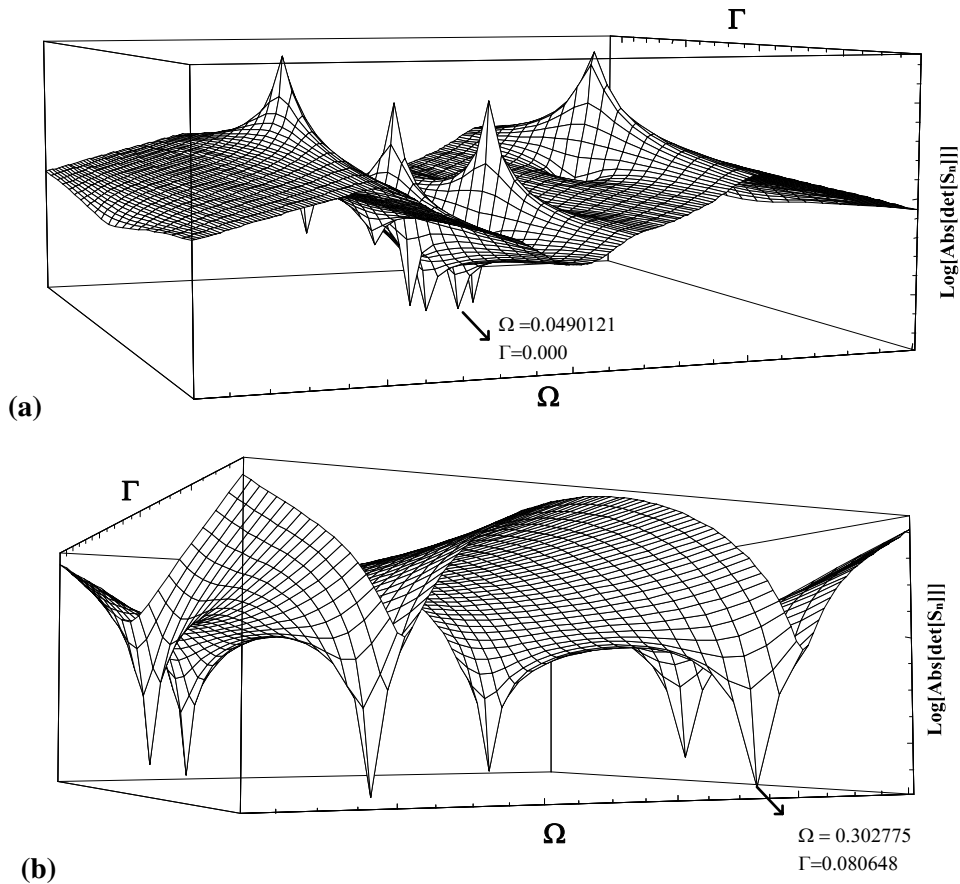 Γ
Log[Abs[det[Sₙ]]]
Ω =0.0490121
Γ=0.000
Ω
(a)
Γ
Log[Abs[det[Sₙ]]]
Ω
Ω = 0.302775
Γ=0.080648
(b)